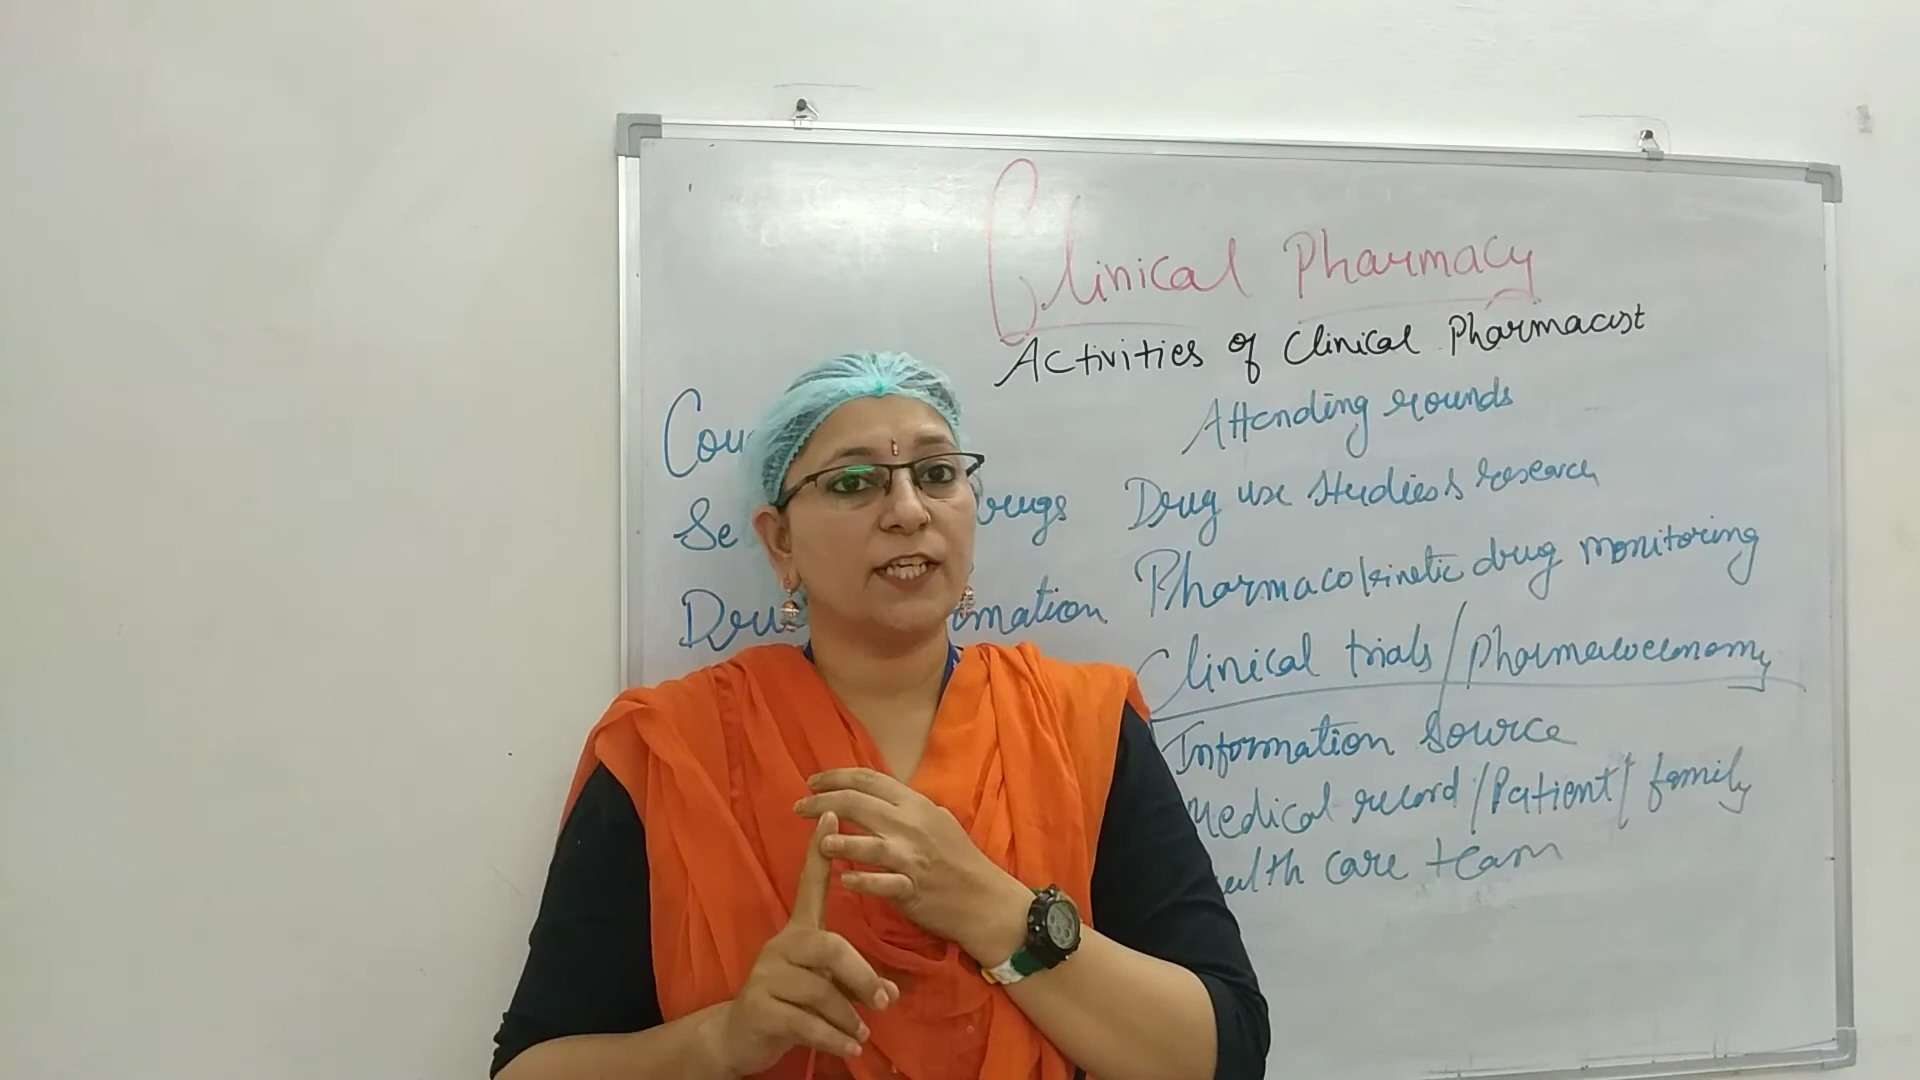 Clinical Pharmacy
Activities of Clinical Pharmacist
Attending rounds
Drug use studies & research
Pharmacokinetic drug monitoring
Clinical trials / Pharmacoeconomy
Information Source
Medical record / Patient / family
care team